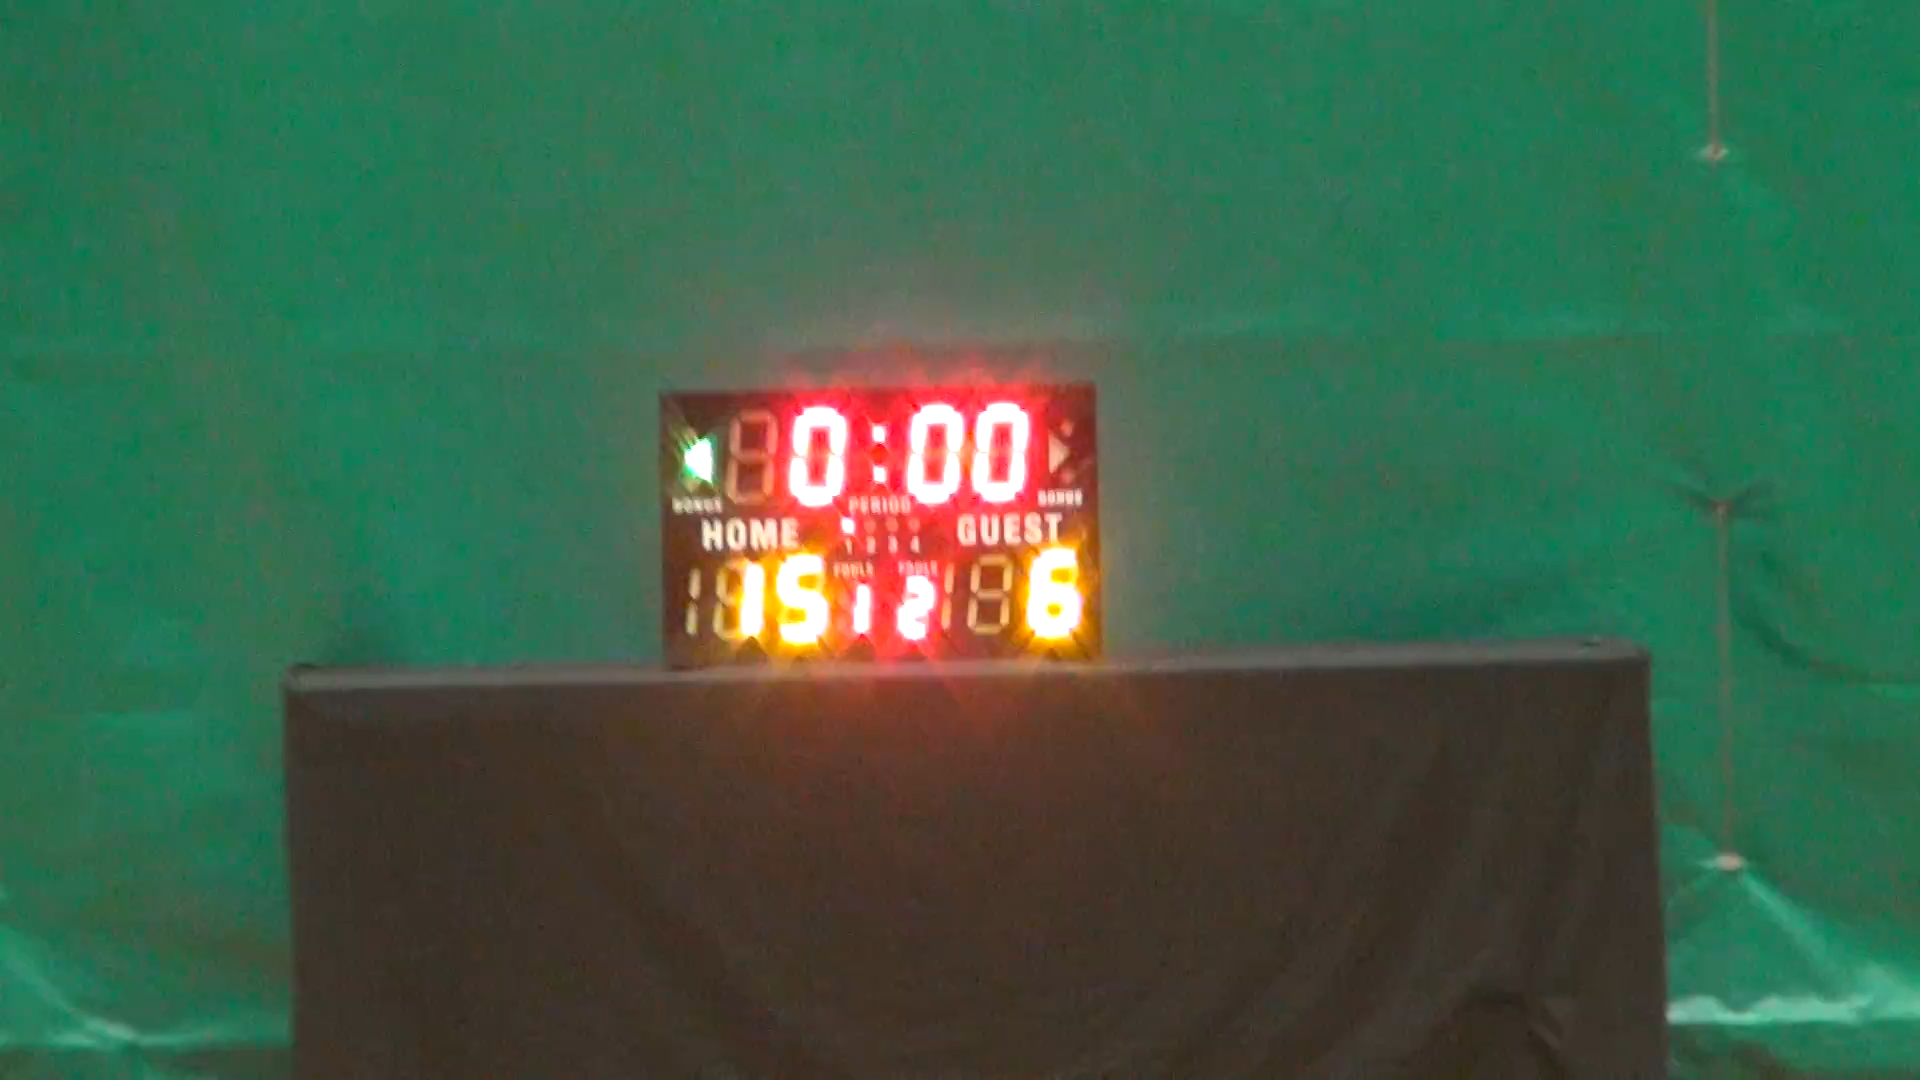 0:00
BONUS PERIOD BONUS
HOME 1 2 3 4 GUEST
FOULS FOULS
15 1 2 6